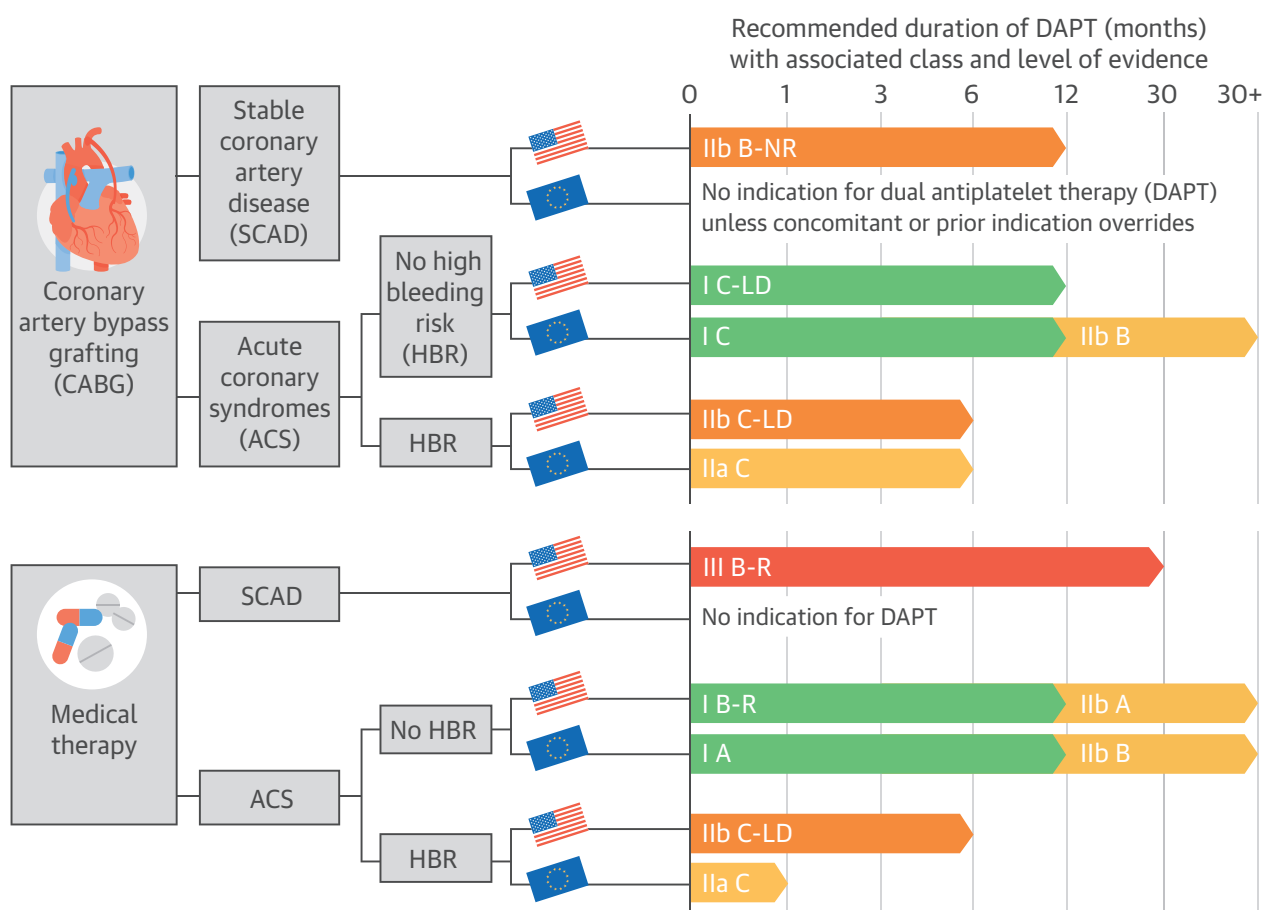 Recommended duration of DAPT (months)
with associated class and level of evidence
0 1 3 6 12 30 30+
Coronary
artery bypass
grafting
(CABG)
Stable
coronary
artery
disease
(SCAD)
IIb B-NR
No indication for dual antiplatelet therapy (DAPT)
unless concomitant or prior indication overrides
Acute
coronary
syndromes
(ACS)
No high
bleeding
risk
(HBR)
I C-LD
I C IIb B
HBR
IIb C-LD
IIa C
Medical
therapy
SCAD
III B-R
No indication for DAPT
ACS
No HBR
I B-R IIb A
I A IIb B
HBR
IIb C-LD
IIa C